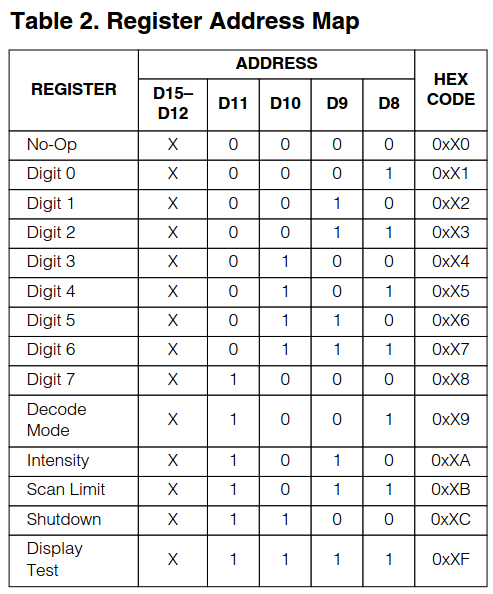 Table 2. Register Address Map
REGISTER ADDRESS HEX CODE
D15–D12 D11 D10 D9 D8
No-Op X 0 0 0 0 0xX0
Digit 0 X 0 0 0 1 0xX1
Digit 1 X 0 0 1 0 0xX2
Digit 2 X 0 0 1 1 0xX3
Digit 3 X 0 1 0 0 0xX4
Digit 4 X 0 1 0 1 0xX5
Digit 5 X 0 1 1 0 0xX6
Digit 6 X 0 1 1 1 0xX7
Digit 7 X 1 0 0 0 0xX8
Decode Mode X 1 0 0 1 0xX9
Intensity X 1 0 1 0 0xXA
Scan Limit X 1 0 1 1 0xXB
Shutdown X 1 1 0 0 0xXC
Display Test X 1 1 1 1 0xXF